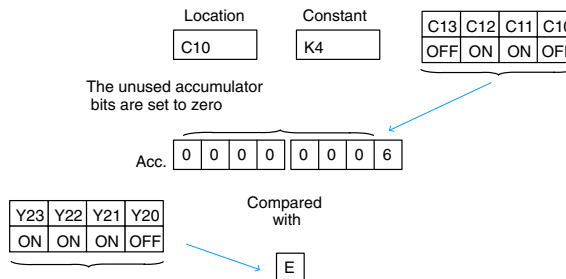 Location Constant
C10 K4
C13 C12 C11 C10
OFF ON ON OFF
The unused accumulator
bits are set to zero
Acc. 0 0 0 0 0 0 0 6
Compared
with
Y23 Y22 Y21 Y20
ON ON ON OFF
E